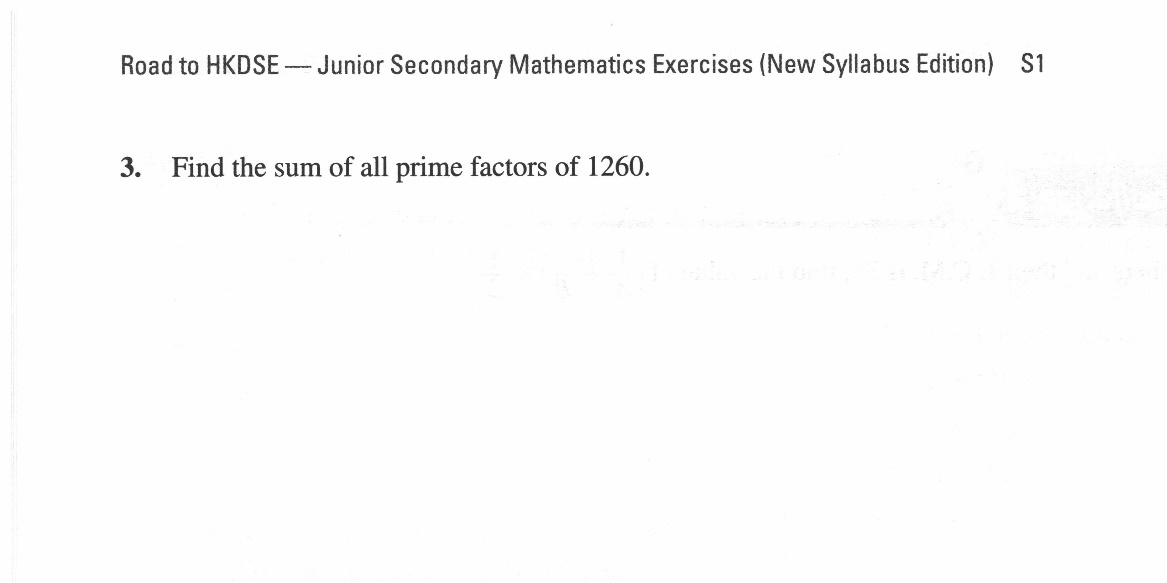 Road to HKDSE — Junior Secondary Mathematics Exercises (New Syllabus Edition) S1
3. Find the sum of all prime factors of 1260.